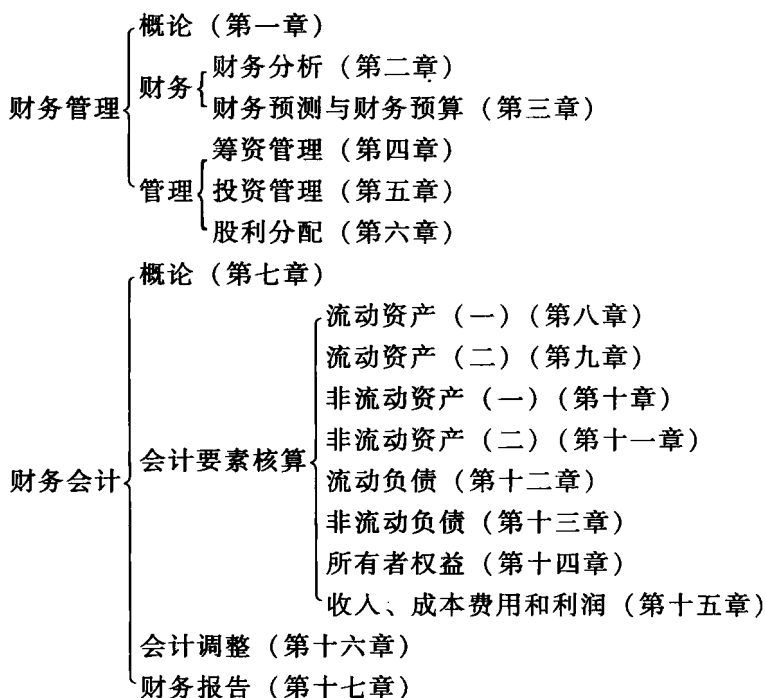 概论（第一章）
财务分析（第二章）
财务
财务管理
财务预测与财务预算（第三章）
筹资管理（第四章）
管理
投资管理（第五章）
股利分配（第六章）
概论（第七章）
流动资产（一）（第八章）
流动资产（二）（第九章）
非流动资产（一）（第十章）
非流动资产（二）（第十一章）
财务会计
会计要素核算
流动负债（第十二章）
非流动负债（第十三章）
所有者权益（第十四章）
收人、成本费用和利润（第十五章）
会计调整（第十六章）
财务报告（第十七章）